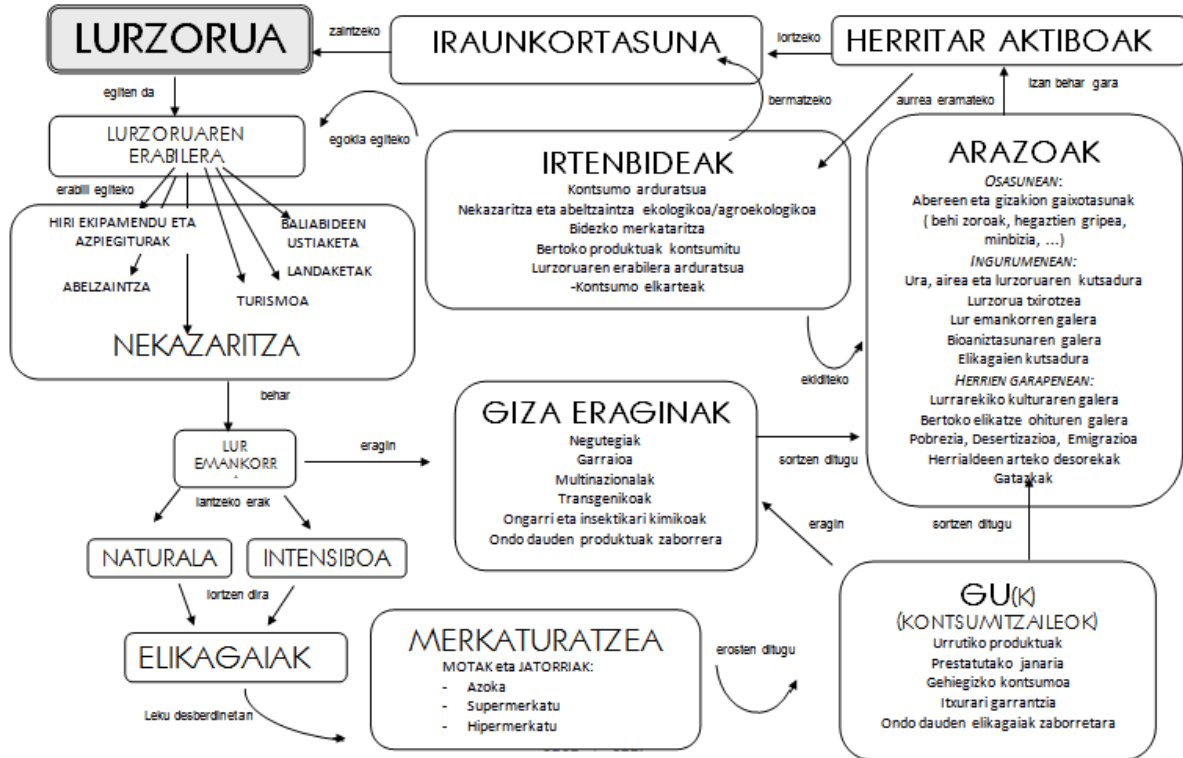 LURZORUA
zaintzeko
IRAUNKORTASUNA
lortzeko
HERRITAR AKTIBOAK
egiten da
bermatzeko
aurrea eramateko
Izan behar gara
LURZORUAREN
ERABILERA
egokia egiteko
erabili egiteko
HIRI EKIPAMENDU ETA
AZPIEGITURAK
BALIABIDEEN
USTIAKETA
LANDAKETAK
ABELZAINTZA
TURISMOA
NEKAZARITZA
IRTENBIDEAK
Kontsumo arduratsua
Nekazaritza eta abeltzaintza ekologikoa/agroekologikoa
Bidezko merkataritza
Bertoko produktuak kontsumitu
Lurzoruaren erabilera arduratsua
-Kontsumo elkarteak
ekiditeko
ARAZOAK
OSASUNEAN:
Abereen eta gizakion gaixotasunak
( behi zoroak, hegaztien gripea,
minbizia, ...)
INGURUMENEAN:
Ura, airea eta lurzoruaren kutsadura
Lurzorua txirotzea
Lur emankorren galera
Bioaniztasunaren galera
Elikagaien kutsadura
HERRIEN GARAPENEAN:
Lurrarekiko kulturaren galera
Bertoko elikatze ohituren galera
Pobrezia, Desertizazioa, Emigrazioa
Herrialdeen arteko desorekak
Gatazkak
behar
LUR
EMANKORR
eragin
GIZA ERAGINAK
Negutegiak
Garraioa
Multinazionalak
Transgenikoak
Ongarri eta insektikari kimikoak
Ondo dauden produktuak zaborrera
sortzen ditugu
lantzeko erak
NATURALA
INTENSIBOA
lortzen dira
ELIKAGAIAK
Leku desberdinetan
MERKATURATZEA
MOTAK eta JATORRIAK:
- Azoka
- Supermerkatu
- Hipermerkatu
erosten ditugu
eragin
sortzen ditugu
GU(K)
(KONTSUMITZAILEOK)
Urrutiko produktuak
Prestatutako janaria
Gehiegizko kontsumoa
Itxurari garrantzia
Ondo dauden elikagaiak zaborretara